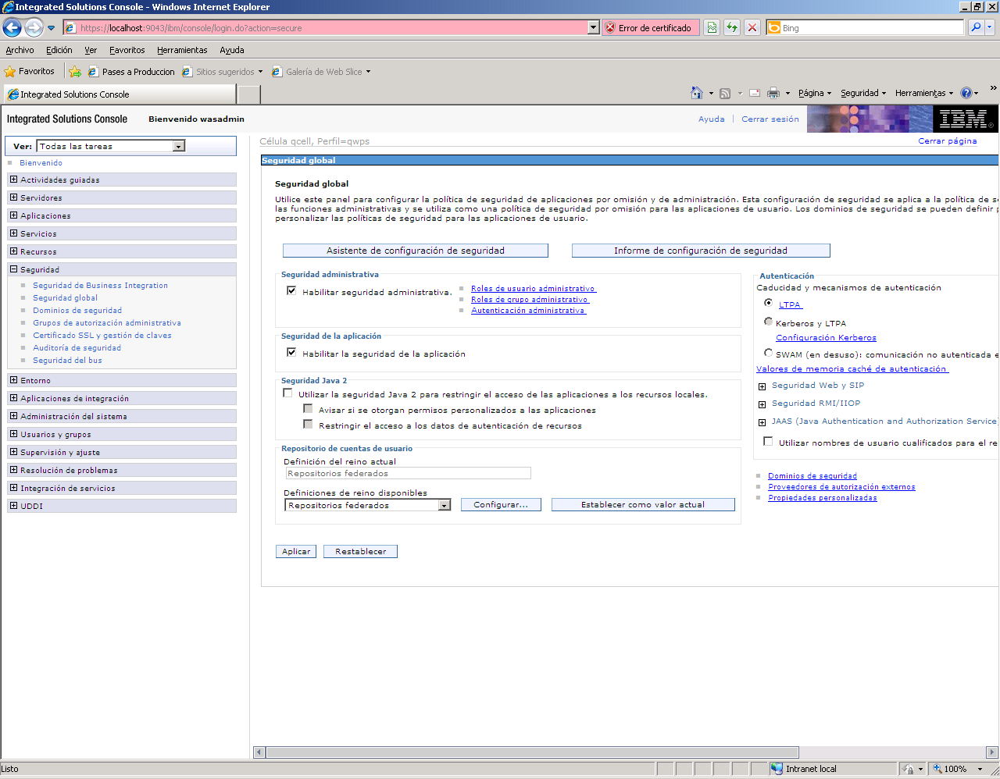 Integrated Solutions Console - Windows Internet Explorer
https://localhost:9043/ibm/console/login.do?action=secure
Error de certificado
Bing
Archivo Edición Ver Favoritos Herramientas Ayuda
Favoritos Pases a Produccion Sitios sugeridos Galería de Web Slice
Integrated Solutions Console
Página Seguridad Herramientas
Integrated Solutions Console Bienvenido wasadmin
Ayuda Cerrar sesión
IBM®
Ver: Todas las tareas
Bienvenido
Actividades guiadas
Servidores
Aplicaciones
Servicios
Recursos
Seguridad
Seguridad de Business Integration
Seguridad global
Dominios de seguridad
Grupos de autorización administrativa
Certificado SSL y gestión de claves
Auditoría de seguridad
Seguridad del bus
Entorno
Aplicaciones de integración
Administración del sistema
Usuarios y grupos
Supervisión y ajuste
Resolución de problemas
Integración de servicios
UDDI
Célula qcell, Perfil=qwps
Cerrar página
Seguridad global
Seguridad global
Utilice este panel para configurar la política de seguridad de aplicaciones por omisión y de administración. Esta configuración de seguridad se aplica a la política de s
las funciones administrativas y se utiliza como una política de seguridad por omisión para las aplicaciones de usuario. Los dominios de seguridad se pueden definir p
personalizar las políticas de seguridad para las aplicaciones de usuario.
Asistente de configuración de seguridad
Informe de configuración de seguridad
Seguridad administrativa
Habilitar seguridad administrativa.
Roles de usuario administrativo
Roles de grupo administrativo
Autenticación administrativa
Seguridad de la aplicación
Habilitar la seguridad de la aplicación
Seguridad Java 2
Utilizar la seguridad Java 2 para restringir el acceso de las aplicaciones a los recursos locales.
Avisar si se otorgan permisos personalizados a las aplicaciones
Restringir el acceso a los datos de autenticación de recursos
Repositorio de cuentas de usuario
Definición del reino actual
Repositorios federados
Definiciones de reino disponibles
Repositorios federados
Configurar...
Establecer como valor actual
Aplicar
Restablecer
Autenticación
Caducidad y mecanismos de autenticación
LTPA
Kerberos y LTPA
Configuración Kerberos
SWAM (en desuso): comunicación no autenticada e
Valores de memoria caché de autenticación
Seguridad Web y SIP
Seguridad RMI/IIOP
JAAS (Java Authentication and Authorization Service)
Utilizar nombres de usuario cualificados para el re
Dominios de seguridad
Proveedores de autorización externos
Propiedades personalizadas
Listo
Intranet local
100%